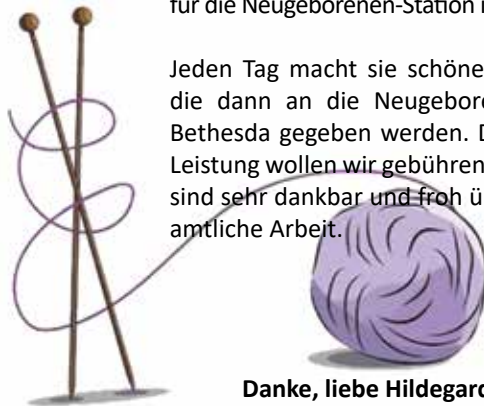 für die Neugeborenen-Station i
Jeden Tag macht sie schöne
die dann an die Neugebore
Bethesda gegeben werden. D
Leistung wollen wir gebühren
sind sehr dankbar und froh ü
amtliche Arbeit.
Danke, liebe Hildegard